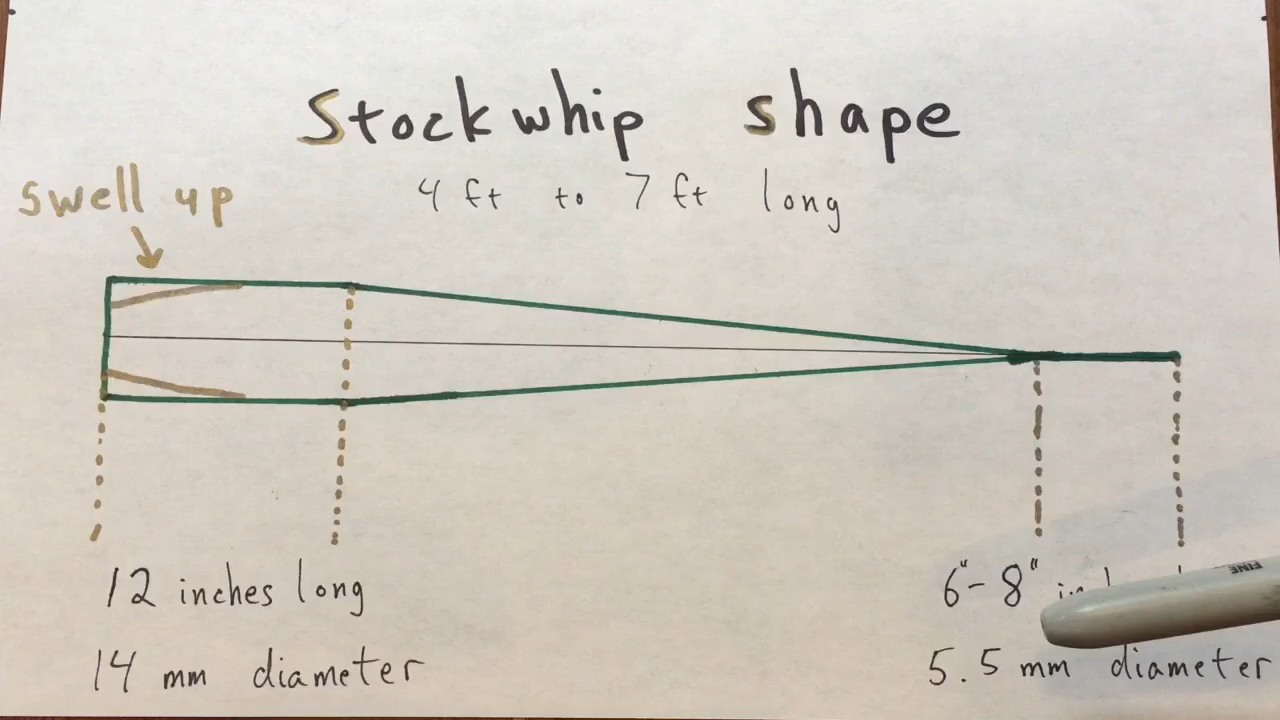 Stockwhip shape
4 ft to 7 ft long
swell up
12 inches long
14 mm diameter
6"- 8"
5.5 mm diameter
FINE